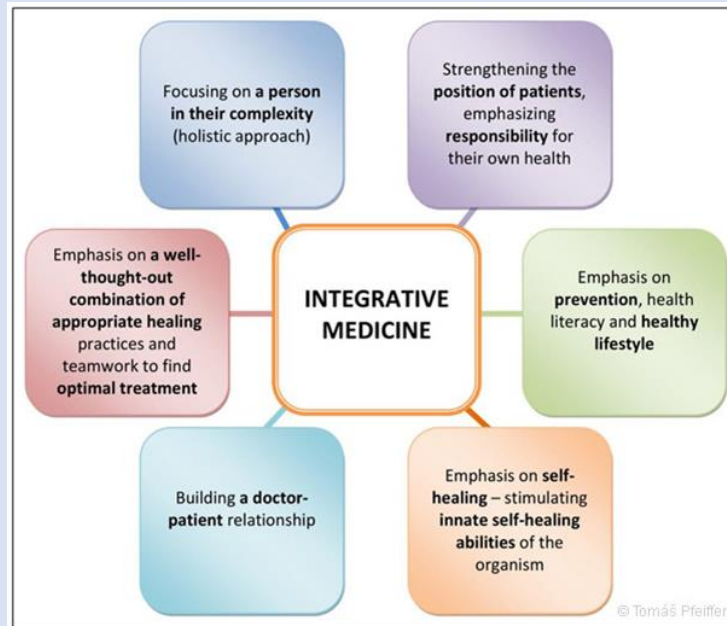 Focusing on a person
in their complexity
(holistic approach)
Strengthening the
position of patients,
emphasizing
responsibility for
their own health
Emphasis on a well-
thought-out
combination of
appropriate healing
practices and
teamwork to find
optimal treatment
INTEGRATIVE
MEDICINE
Emphasis on
prevention, health
literacy and healthy
lifestyle
Building a doctor-
patient relationship
Emphasis on self-
healing – stimulating
innate self-healing
abilities of the
organism
© Tomáš Pfeiffer